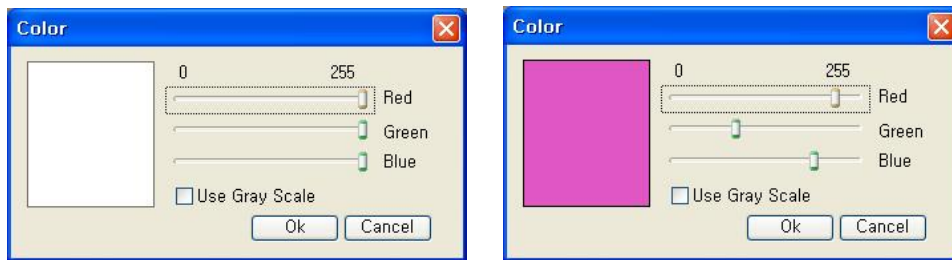 Color
0 255
Red
Green
Blue
Use Gray Scale
Ok Cancel
Color
0 255
Red
Green
Blue
Use Gray Scale
Ok Cancel